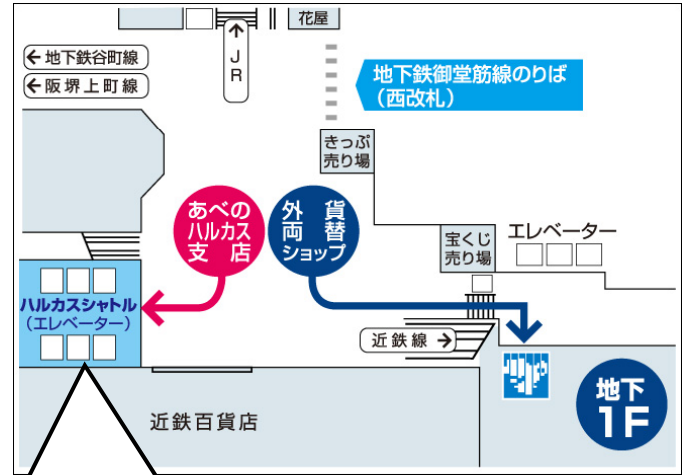 花屋
←地下鉄谷町線
←阪堺上町線
↑JR
地下鉄御堂筋線のりば
(西改札)
きっぷ
売り場
あべの
ハルカス
支店
外貨
両替
ショップ
宝くじ
売り場
エレベーター
ハルカスシャトル
(エレベーター)
近鉄線→
近鉄百貨店
地下
1F